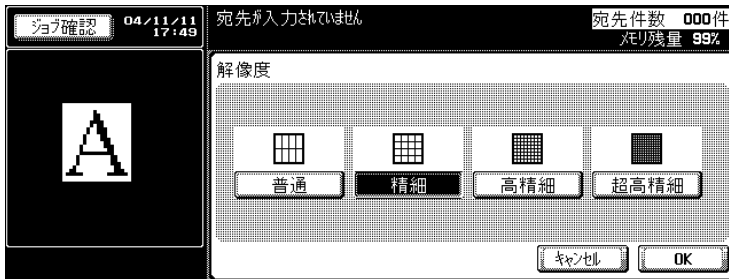 ジョブ確認
04/11/11
17:49
宛先が入力されていません
宛先件数 000件
メモリ残量 99%
A
解像度
普通
精細
高精細
超高精細
キャンセル
OK